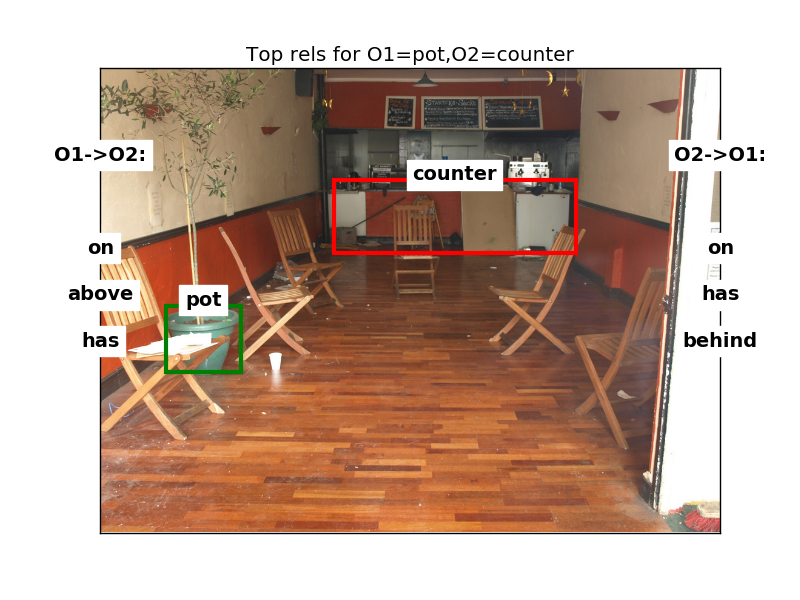 Top rels for O1=pot,O2=counter
O1->O2:
on
above
has
pot
counter
O2->O1:
on
has
behind